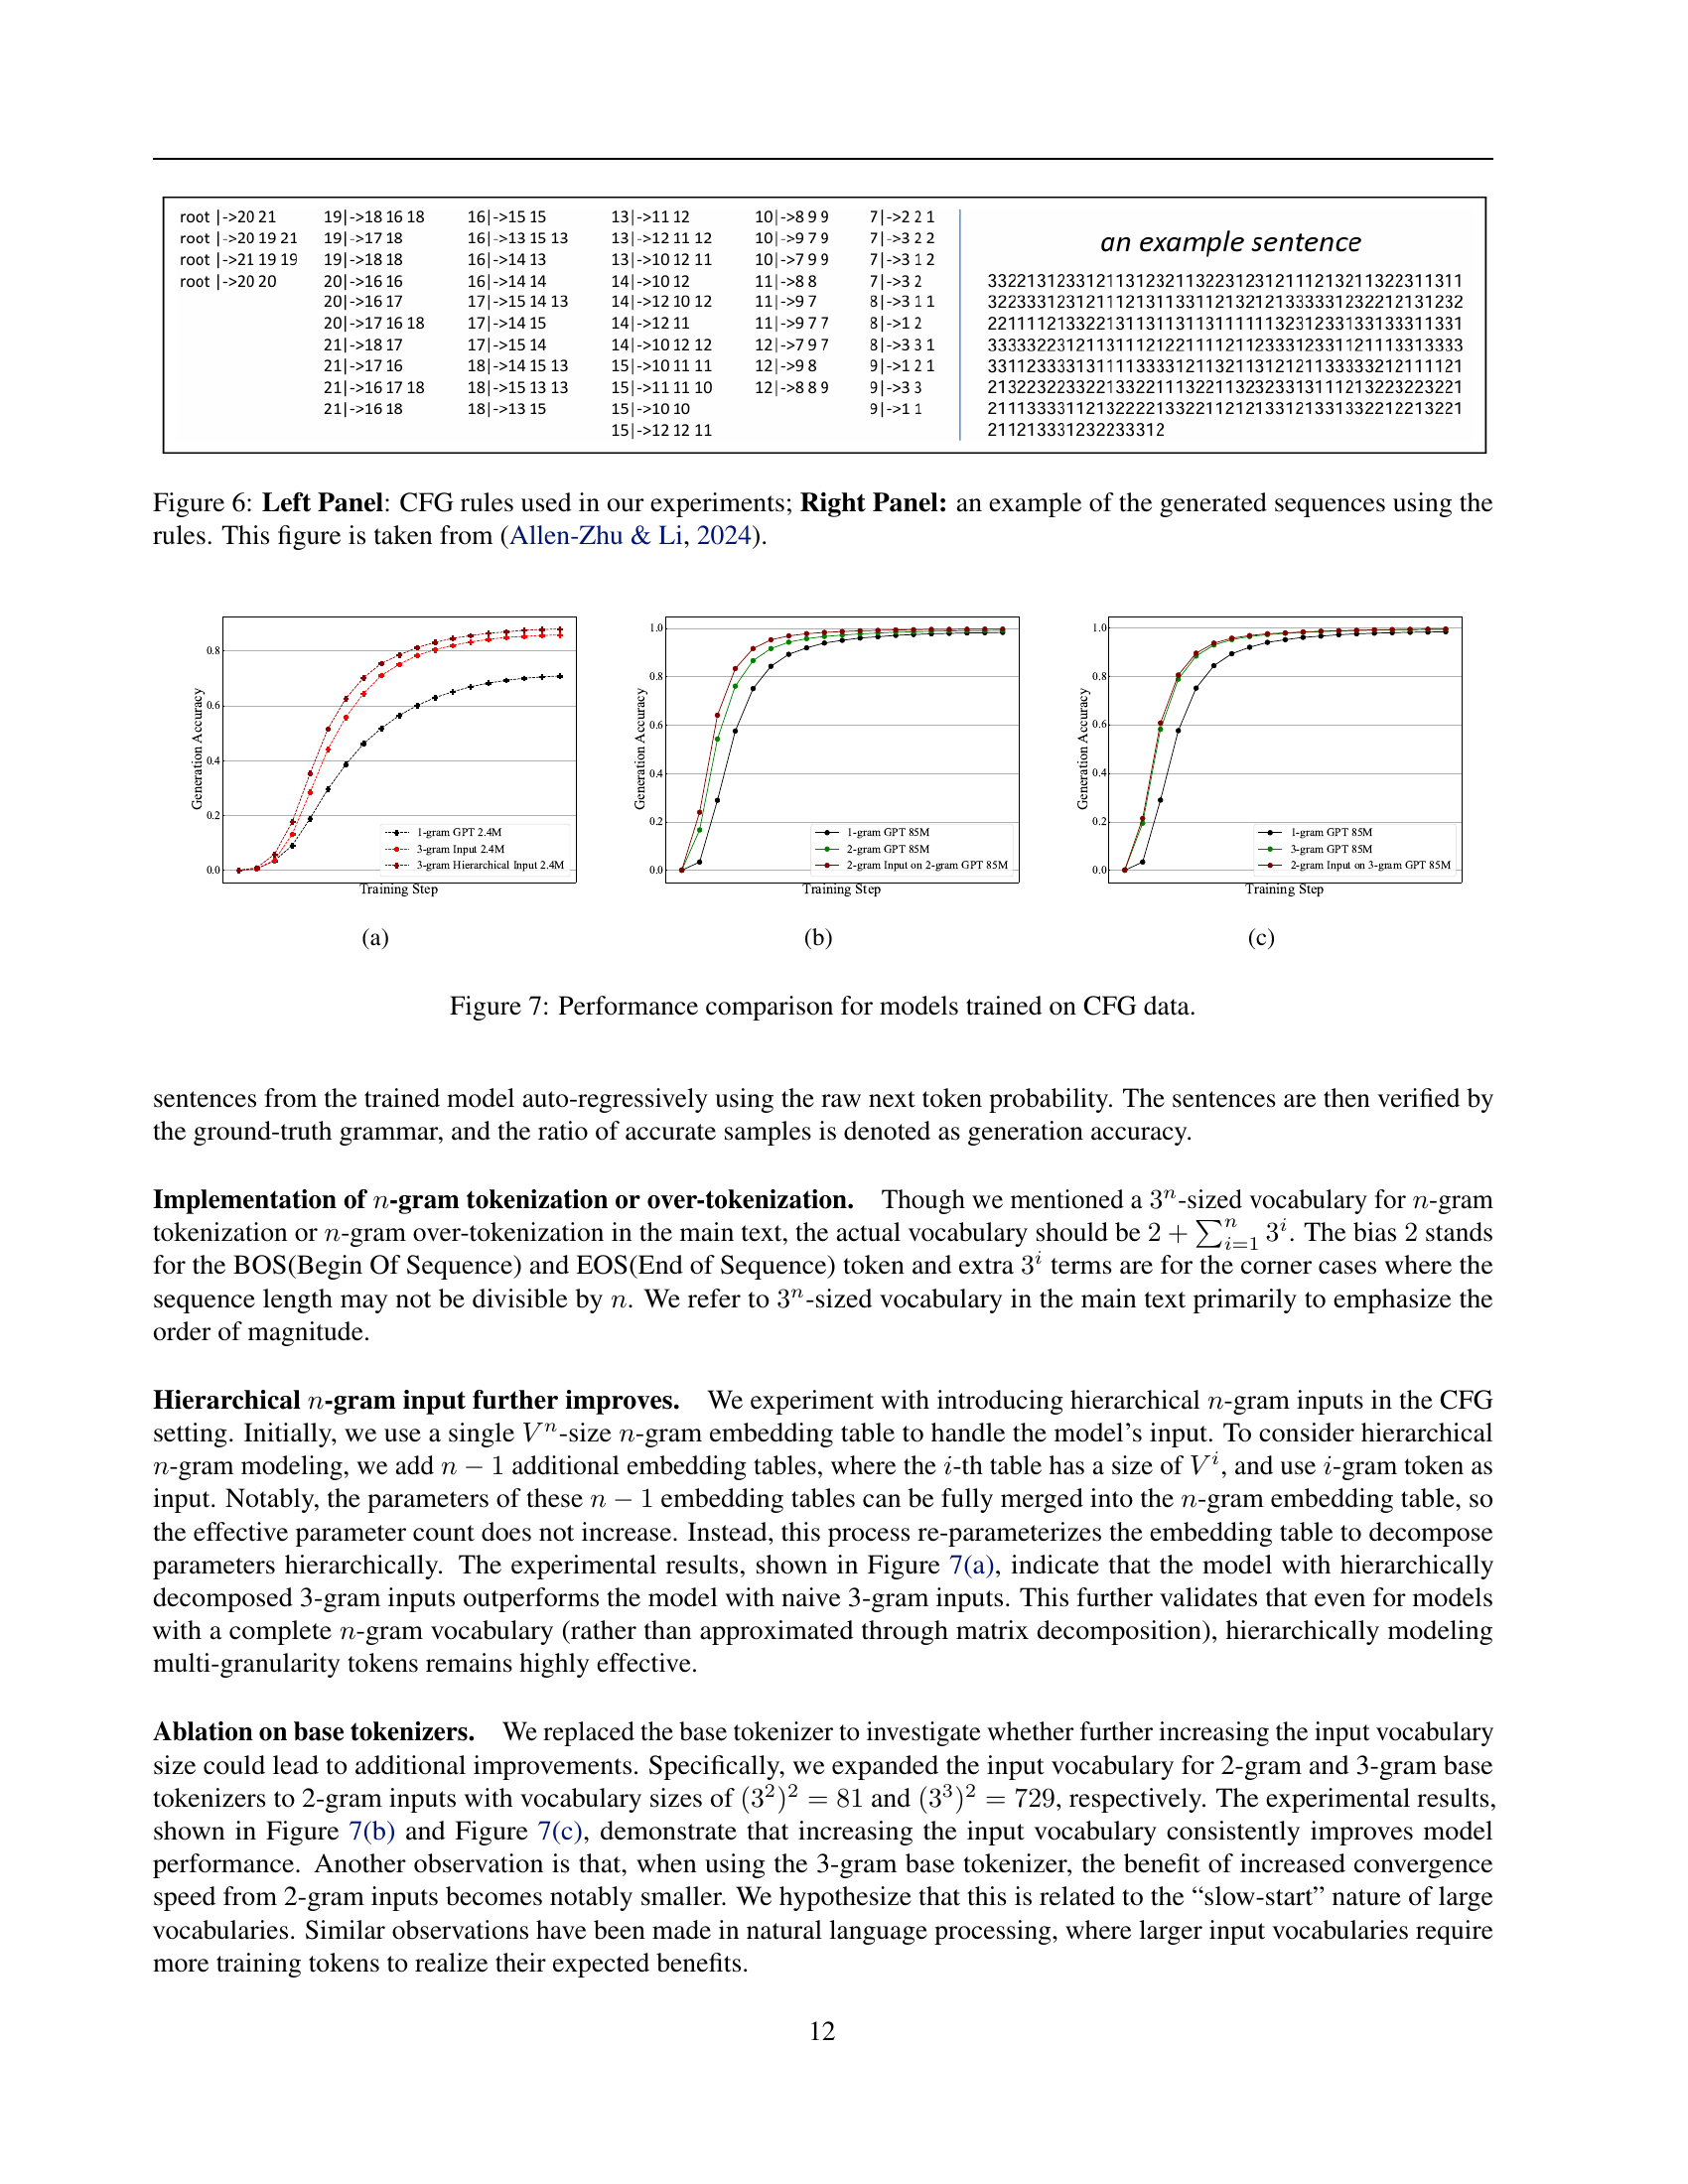 root |->20 21
root |->20 19 21
root |->21 19 19
root |->20 20
19|->18 16 18
19|->17 18
19|->18 18
20|->16 16
20|->16 17
20|->17 16 18
21|->18 17
21|->17 16
21|->16 17 18
21|->16 18
16|->15 15
16|->13 15 13
16|->14 13
16|->14 14
17|->15 14 13
17|->14 15
17|->15 14
18|->14 15 13
18|->15 13 13
18|->13 15
13|->11 12
13|->12 11 12
13|->10 12 11
14|->10 12
14|->12 10 12
14|->12 11
14|->10 12 12
15|->10 11 11
15|->11 11 10
15|->10 10
15|->12 12 11
10|->8 9 9
10|->9 7 9
10|->7 9 9
11|->8 8
11|->9 7
11|->9 7 7
12|->7 9 7
12|->9 8
12|->8 8 9
7|->2 2 1
7|->3 2 2
7|->3 1 2
7|->3 2
8|->3 1 1
8|->1 2
8|->3 3 1
9|->1 2 1
9|->3 3
9|->1 1
an example sentence
211213331232233312
Figure 6: Left Panel: CFG rules used in our experiments; Right Panel: an example of the generated sequences using the
rules. This figure is taken from (Allen-Zhu & Li, 2024).
Generation Accuracy
0.8
0.6
0.4
0.2
0.0
1-gram GPT 2.4M
3-gram Input 2.4M
3-gram Hierarchical Input 2.4M
Training Step
(a)
Generation Accuracy
1.0
0.8
0.6
0.4
0.2
0.0
1-gram GPT 85M
2-gram GPT 85M
2-gram Input on 2-gram GPT 85M
Training Step
(b)
Generation Accuracy
1.0
0.8
0.6
0.4
0.2
0.0
1-gram GPT 85M
3-gram GPT 85M
2-gram Input on 3-gram GPT 85M
Training Step
(c)
Figure 7: Performance comparison for models trained on CFG data.
sentences from the trained model auto-regressively using the raw next token probability. The sentences are then verified by
the ground-truth grammar, and the ratio of accurate samples is denoted as generation accuracy.
Implementation of n-gram tokenization or over-tokenization. Though we mentioned a 3^n-sized vocabulary for n-gram
tokenization or n-gram over-tokenization in the main text, the actual vocabulary should be 2 + ∑_{i=1}^n 3^i. The bias 2 stands
for the BOS(Begin Of Sequence) and EOS(End of Sequence) token and extra 3^i terms are for the corner cases where the
sequence length may not be divisible by n. We refer to 3^n-sized vocabulary in the main text primarily to emphasize the
order of magnitude.
Hierarchical n-gram input further improves. We experiment with introducing hierarchical n-gram inputs in the CFG
setting. Initially, we use a single V^n-size n-gram embedding table to handle the model's input. To consider hierarchical
n-gram modeling, we add n − 1 additional embedding tables, where the i-th table has a size of V^i, and use i-gram token as
input. Notably, the parameters of these n − 1 embedding tables can be fully merged into the n-gram embedding table, so
the effective parameter count does not increase. Instead, this process re-parameterizes the embedding table to decompose
parameters hierarchically. The experimental results, shown in Figure 7(a), indicate that the model with hierarchically
decomposed 3-gram inputs outperforms the model with naive 3-gram inputs. This further validates that even for models
with a complete n-gram vocabulary (rather than approximated through matrix decomposition), hierarchically modeling
multi-granularity tokens remains highly effective.
Ablation on base tokenizers. We replaced the base tokenizer to investigate whether further increasing the input vocabulary
size could lead to additional improvements. Specifically, we expanded the input vocabulary for 2-gram and 3-gram base
tokenizers to 2-gram inputs with vocabulary sizes of (3^2)^2 = 81 and (3^3)^2 = 729, respectively. The experimental results,
shown in Figure 7(b) and Figure 7(c), demonstrate that increasing the input vocabulary consistently improves model
performance. Another observation is that, when using the 3-gram base tokenizer, the benefit of increased convergence
speed from 2-gram inputs becomes notably smaller. We hypothesize that this is related to the “slow-start” nature of large
vocabularies. Similar observations have been made in natural language processing, where larger input vocabularies require
more training tokens to realize their expected benefits.
12